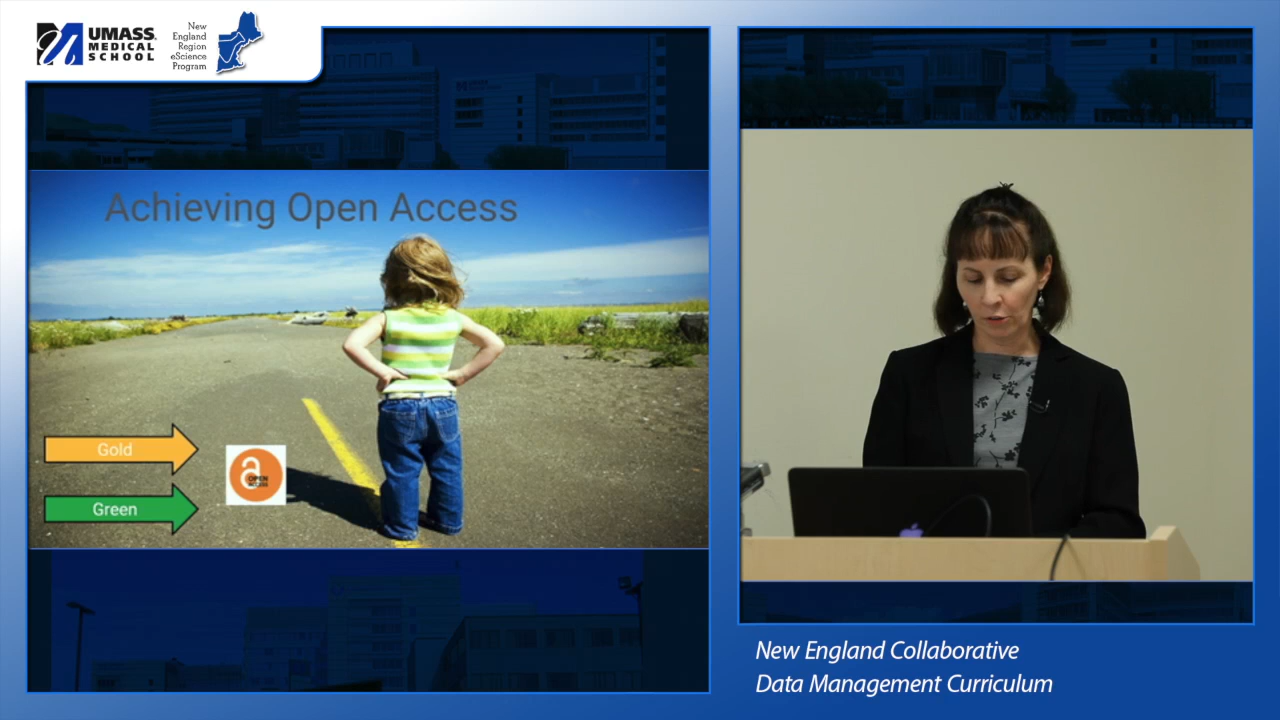 UMASS
MEDICAL
SCHOOL
New
England
Region
eScience
Program
Achieving Open Access
Gold
Green
a
OPEN
ACCESS
New England Collaborative
Data Management Curriculum